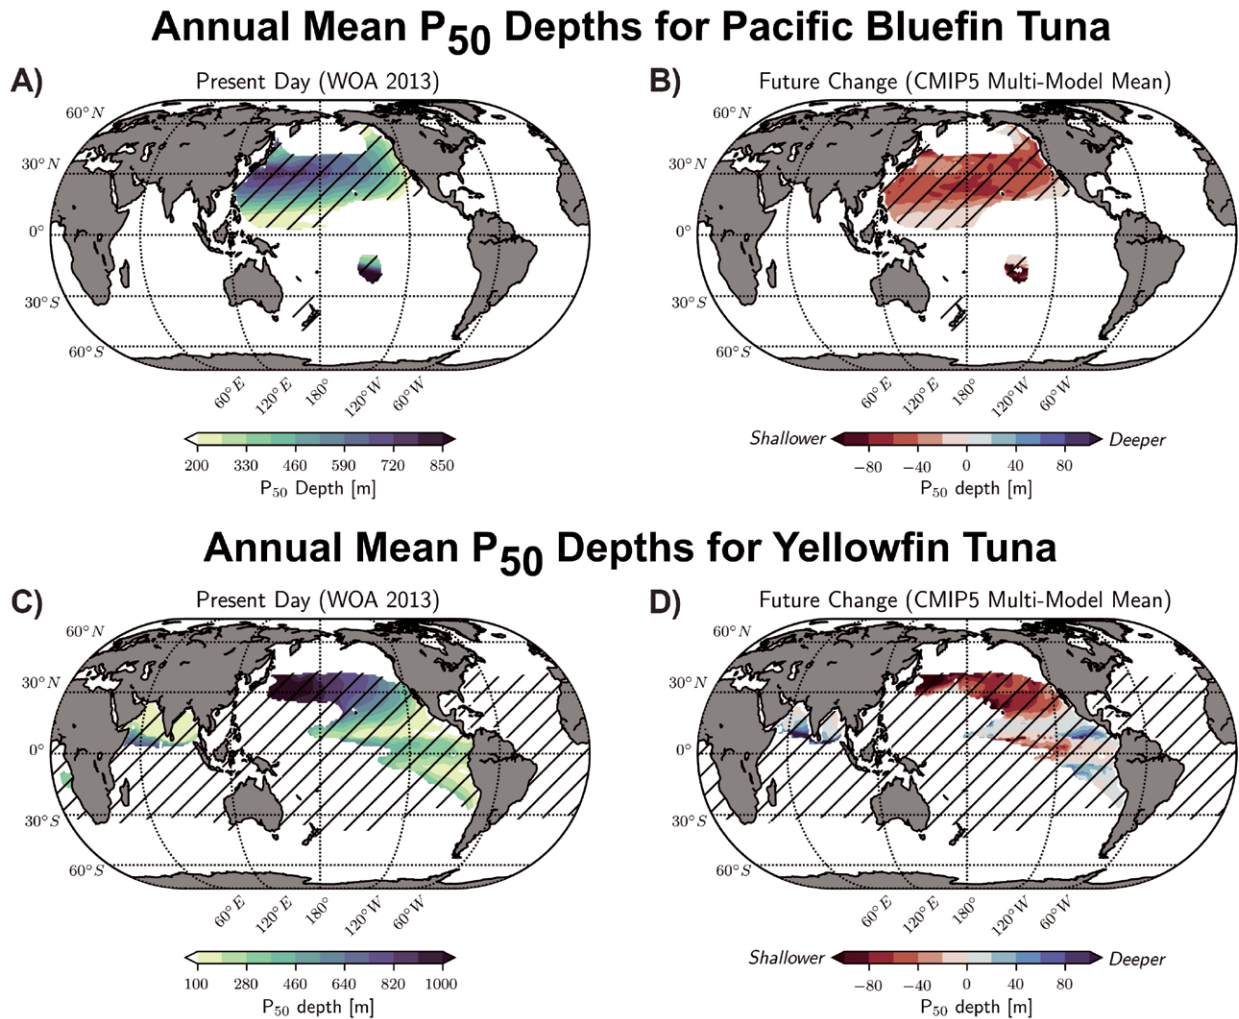 Annual Mean P50 Depths for Pacific Bluefin Tuna
A)
Present Day (WOA 2013)
60°N
30°N
0°
30°S
60°S
60°E 120°E 180° 120°W 60°W
200 330 460 590 720 850
P50 Depth [m]
B)
Future Change (CMIP5 Multi-Model Mean)
60°N
30°N
0°
30°S
60°S
60°E 120°E 180° 120°W 60°W
Shallower Deeper
−80 −40 0 40 80
P50 depth [m]
Annual Mean P50 Depths for Yellowfin Tuna
C)
Present Day (WOA 2013)
60°N
30°N
0°
30°S
60°S
60°E 120°E 180° 120°W 60°W
100 280 460 640 820 1000
P50 depth [m]
D)
Future Change (CMIP5 Multi-Model Mean)
60°N
30°N
0°
30°S
60°S
60°E 120°E 180° 120°W 60°W
Shallower Deeper
−80 −40 0 40 80
P50 depth [m]